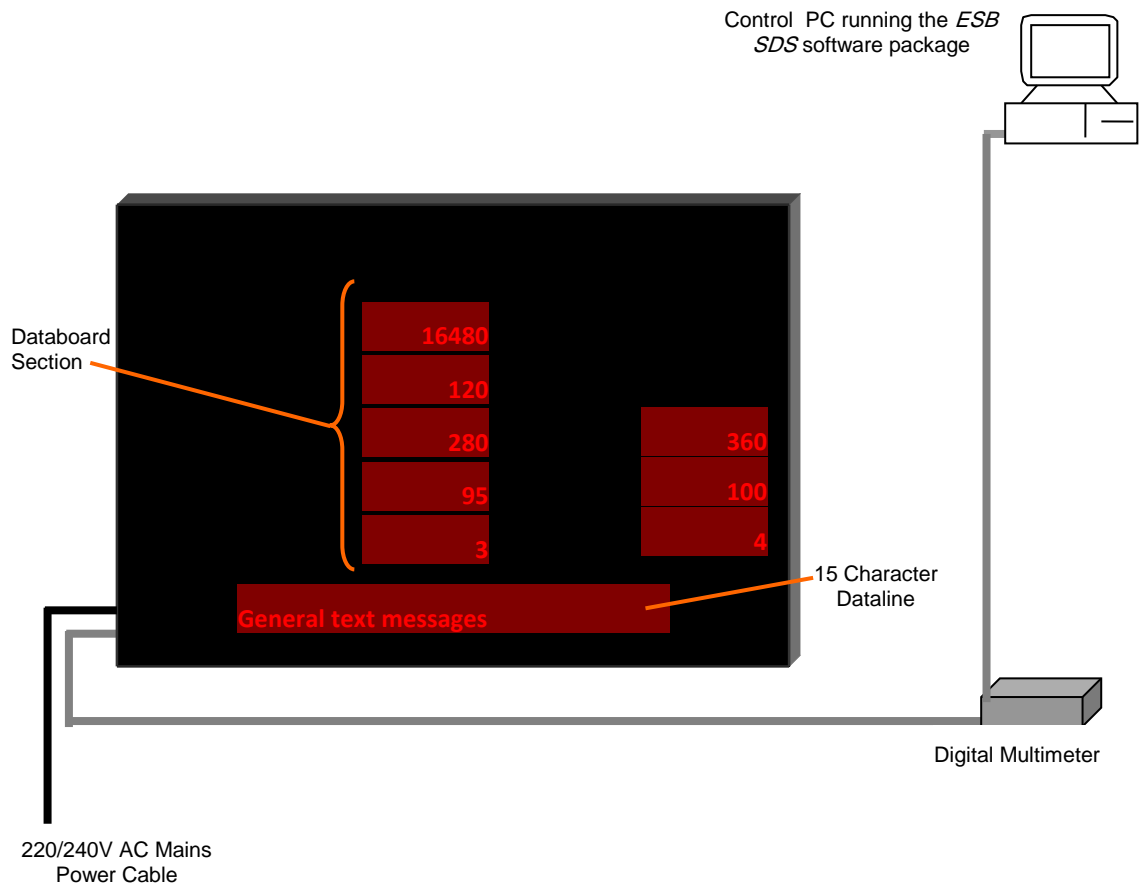 Control PC running the ESB
SDS software package
Databoard
Section
16480
120
280
95
3
360
100
4
15 Character
Dataline
General text messages
Digital Multimeter
220/240V AC Mains
Power Cable